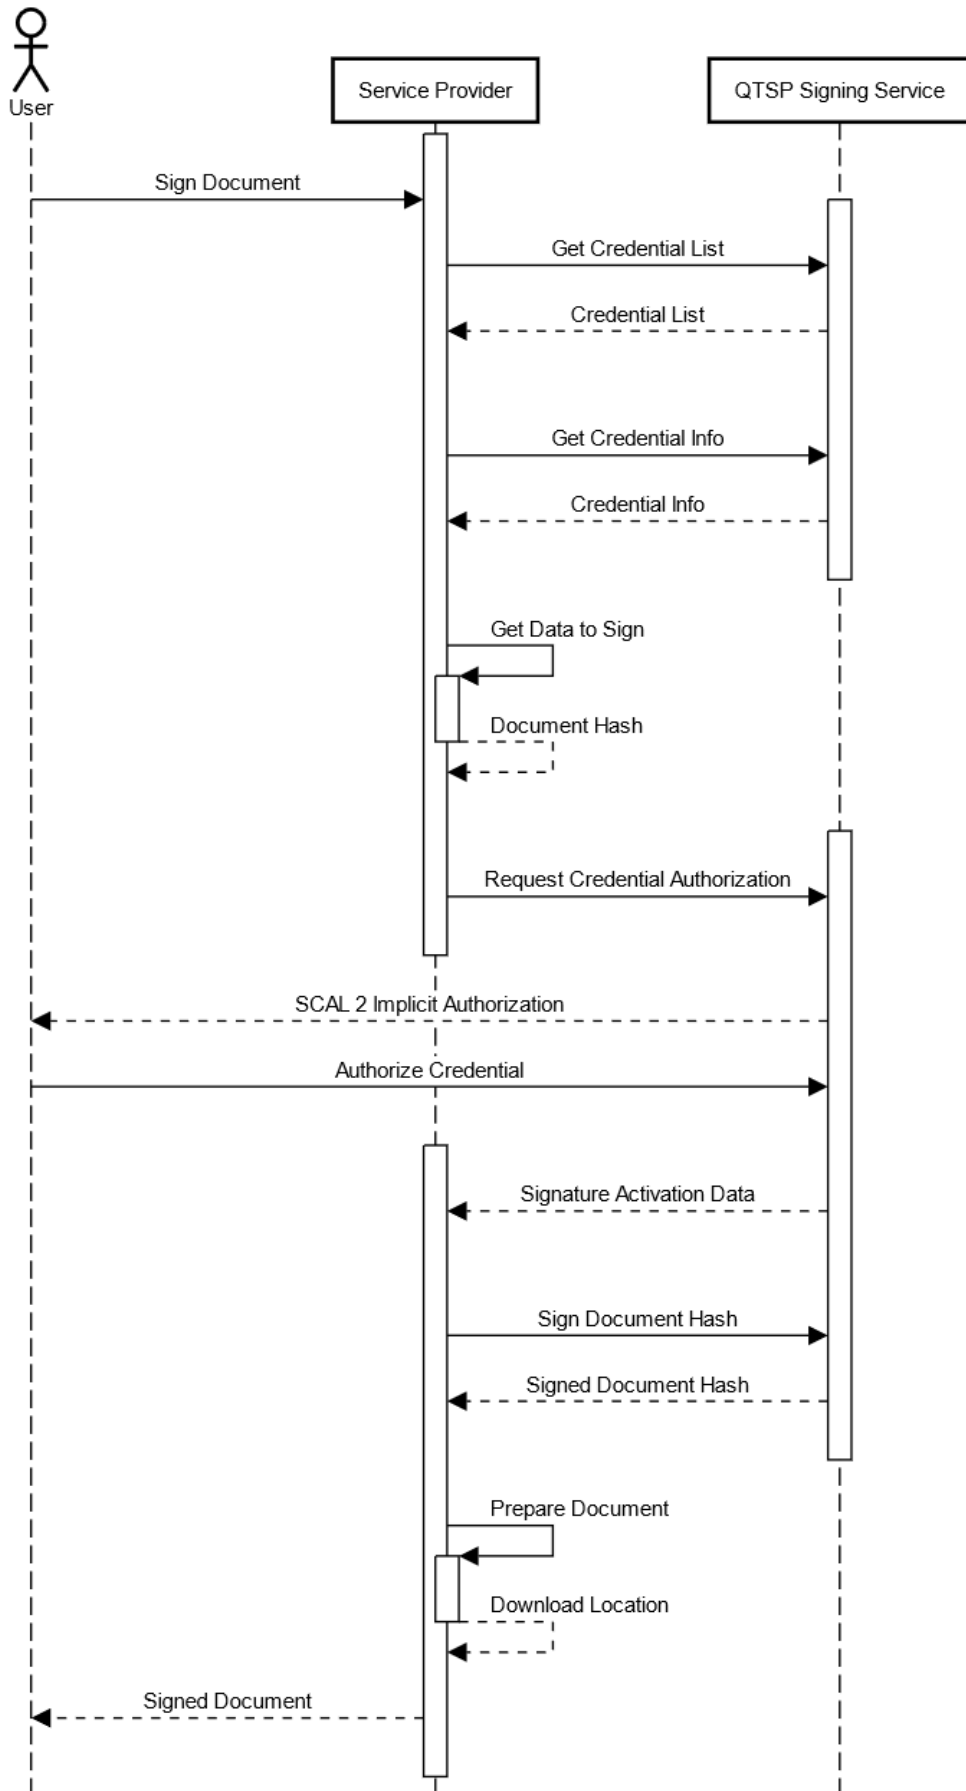 User
Service Provider
QTSP Signing Service
Sign Document
Get Credential List
Credential List
Get Credential Info
Credential Info
Get Data to Sign
Document Hash
Request Credential Authorization
SCAL 2 Implicit Authorization
Authorize Credential
Signature Activation Data
Sign Document Hash
Signed Document Hash
Prepare Document
Download Location
Signed Document